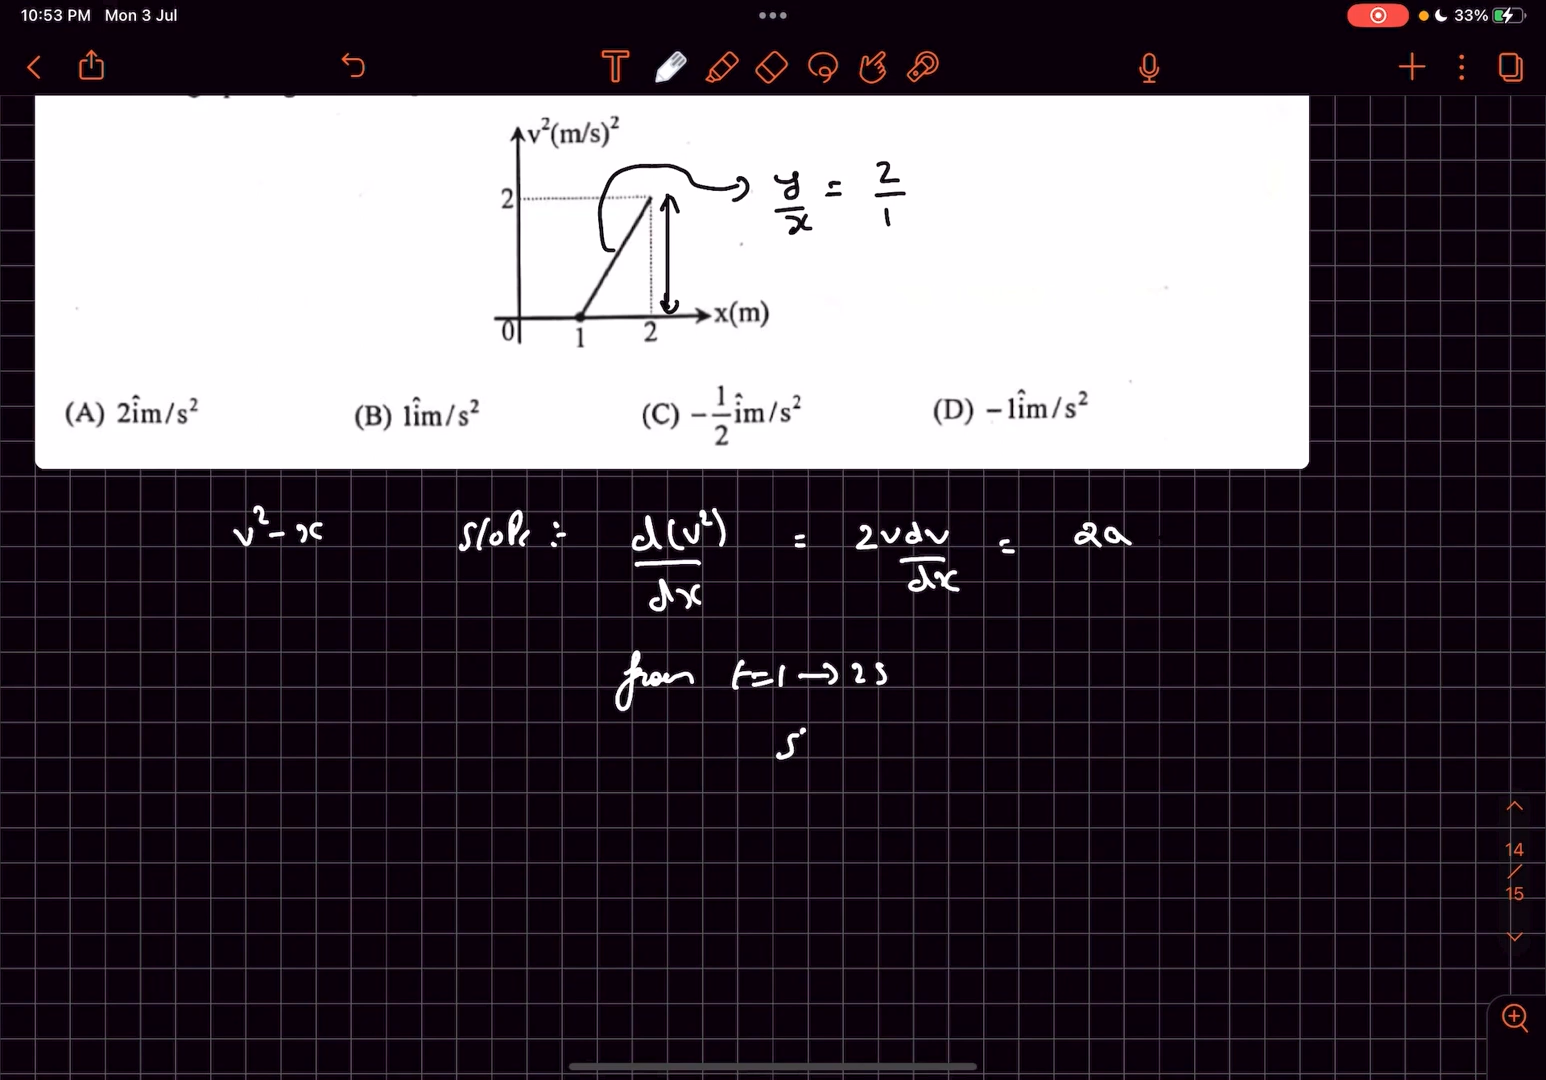 10:53 PM Mon 3 Jul
33%
T
v²(m/s)²
y/x = 2/1
2
x(m)
0 1 2
(A) 2îm/s² (B) 1îm/s² (C) -1/2 îm/s² (D) -1îm/s²
v²-x slope :- d(v²)/dx = 2vdv/dx = 2a
from t=1→2s
s
14
/
15